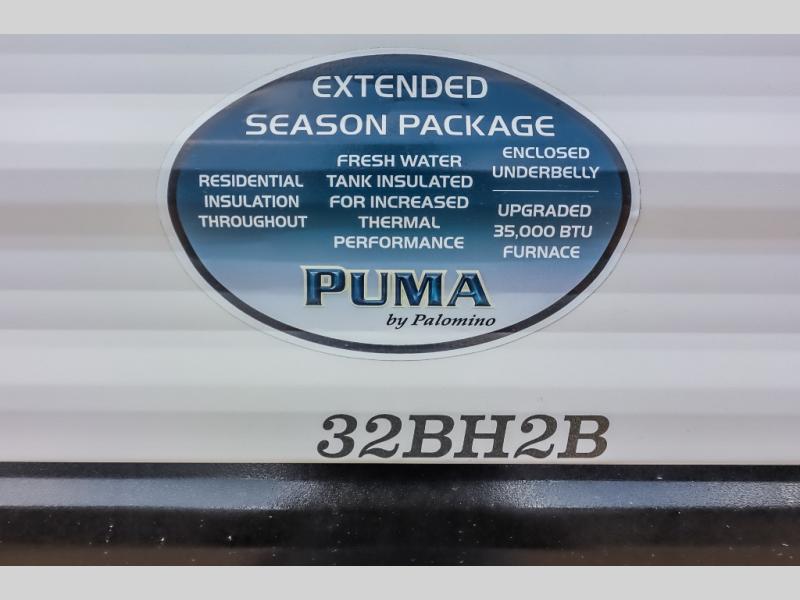 EXTENDED
SEASON PACKAGE
RESIDENTIAL
INSULATION
THROUGHOUT
FRESH WATER
TANK INSULATED
FOR INCREASED
THERMAL
PERFORMANCE
ENCLOSED
UNDERBELLY
UPGRADED
35,000 BTU
FURNACE
PUMA
by Palomino
32BH2B